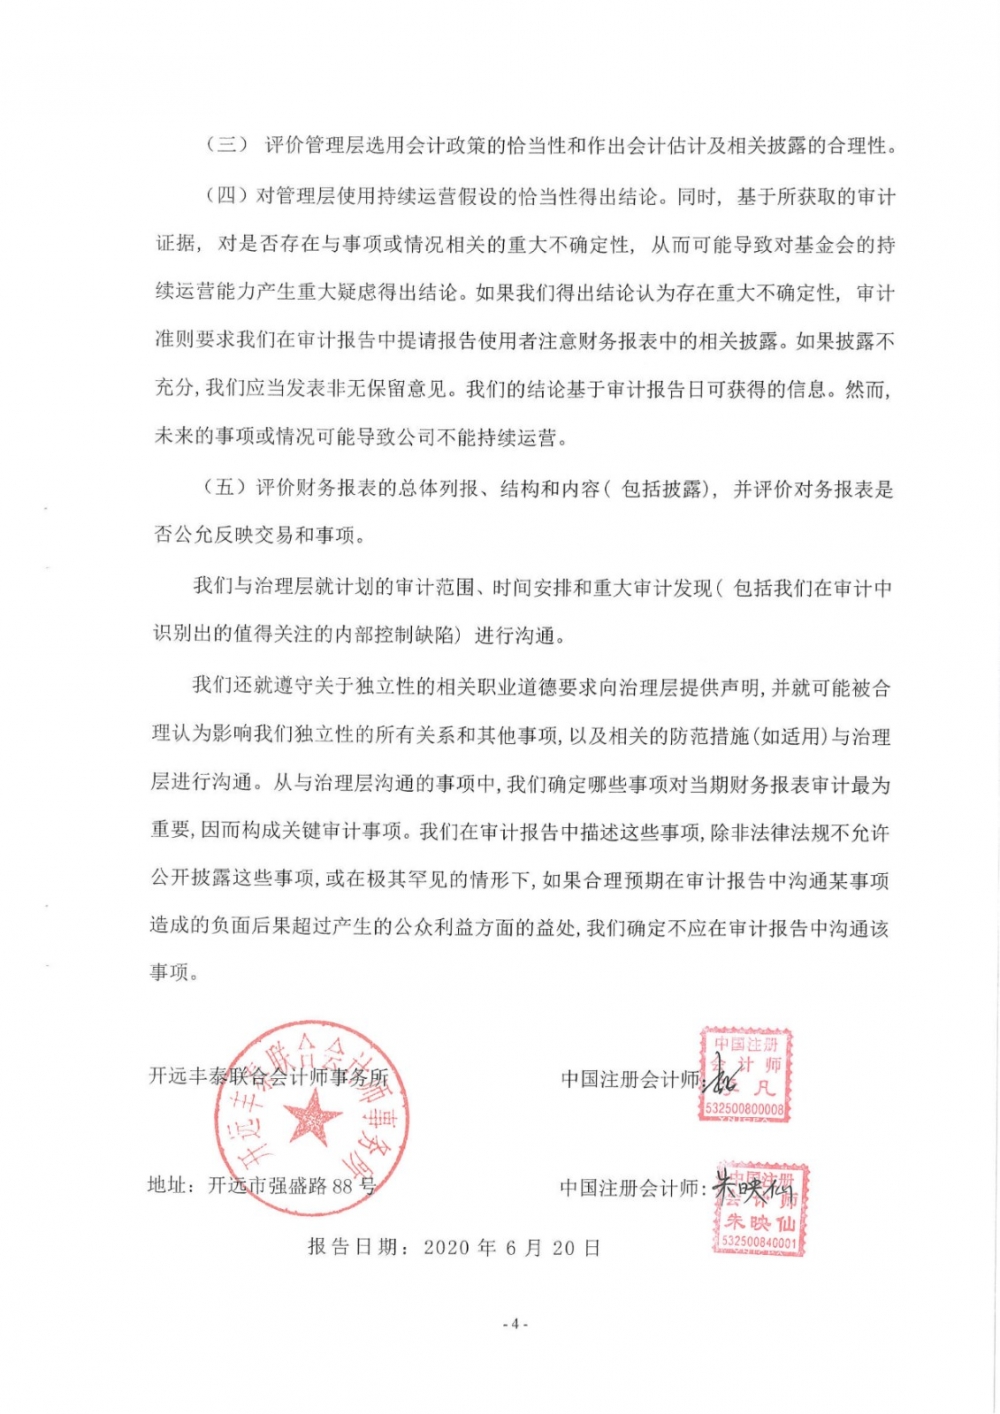 （三） 评价管理层选用会计政策的恰当性和作出会计估计及相关披露的合理性。
（四）对管理层使用持续运营假设的恰当性得出结论。同时, 基于所获取的审计
证据, 对是否存在与事项或情况相关的重大不确定性, 从而可能导致对基金会的持
续运营能力产生重大疑虑得出结论。如果我们得出结论认为存在重大不确定性, 审计
准则要求我们在审计报告中提请报告使用者注意财务报表中的相关披露。如果披露不
充分,我们应当发表非无保留意见。我们的结论基于审计报告日可获得的信息。然而,
未来的事项或情况可能导致公司不能持续运营。
（五）评价财务报表的总体列报、结构和内容( 包括披露), 并评价对务报表是
否公允反映交易和事项。
我们与治理层就计划的审计范围、时间安排和重大审计发现( 包括我们在审计中
识别出的值得关注的内部控制缺陷) 进行沟通。
我们还就遵守关于独立性的相关职业道德要求向治理层提供声明,并就可能被合
理认为影响我们独立性的所有关系和其他事项,以及相关的防范措施(如适用)与治理
层进行沟通。从与治理层沟通的事项中,我们确定哪些事项对当期财务报表审计最为
重要,因而构成关键审计事项。我们在审计报告中描述这些事项,除非法律法规不允许
公开披露这些事项,或在极其罕见的情形下,如果合理预期在审计报告中沟通某事项
造成的负面后果超过产生的公众利益方面的益处,我们确定不应在审计报告中沟通该
事项。
开远丰泰联合会计师事务所
开远丰泰联合会计师事务所
中国注册会计师:
中国注册
会计师
凡
532500800008
地址: 开远市强盛路 88 号
中国注册会计师:
朱映仙
中国注册
会计师
朱映仙
532500840001
报告日期: 2020 年 6 月 20 日
- 4 -